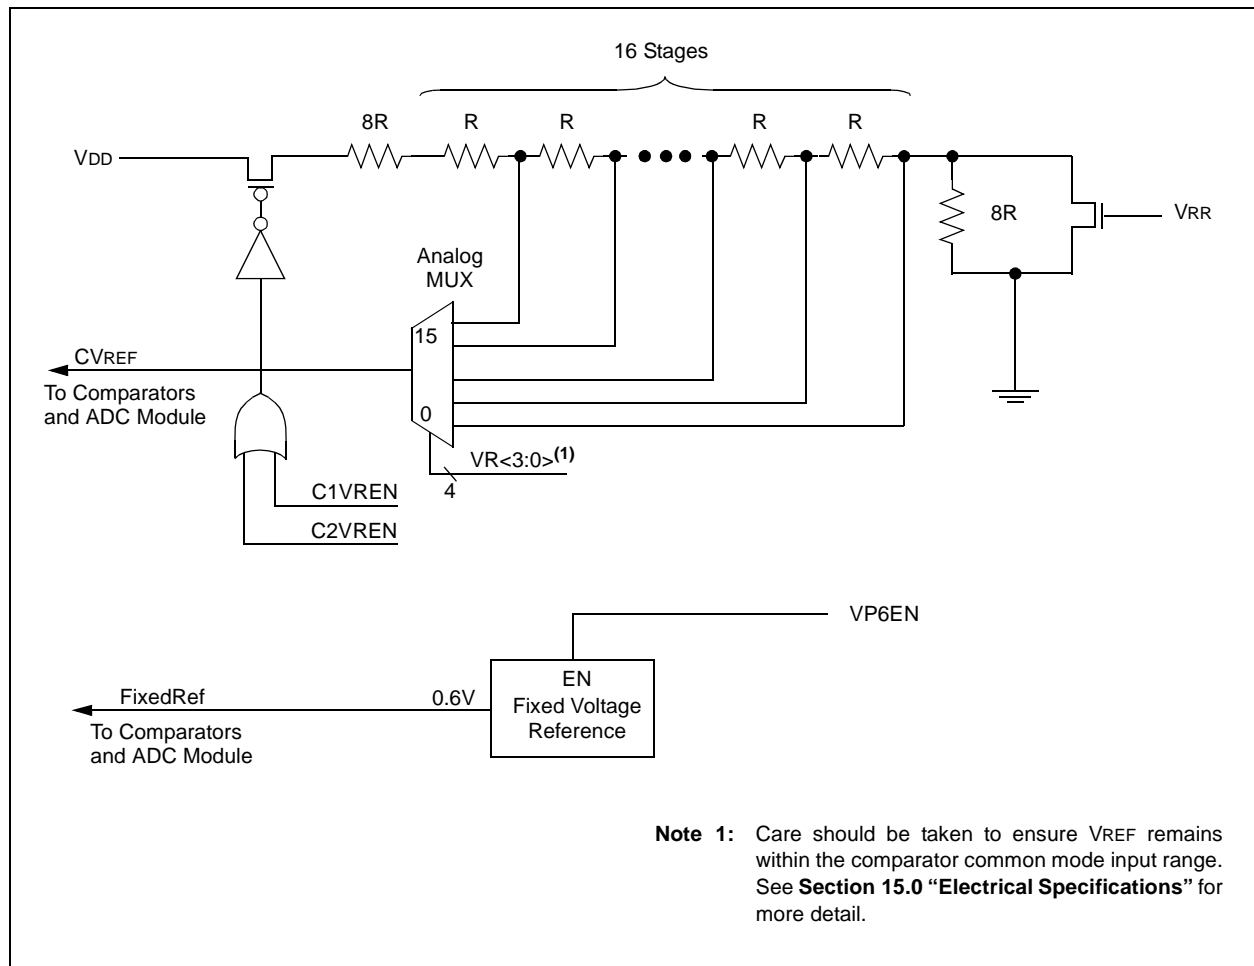 16 Stages
8R R R R R
VDD
8R
VRR
Analog
MUX
15
CVREF
To Comparators
and ADC Module
0
VR<3:0>(1)
4
C1VREN
C2VREN
VP6EN
EN
Fixed Voltage
Reference
FixedRef 0.6V
To Comparators
and ADC Module
Note 1: Care should be taken to ensure VREF remains
within the comparator common mode input range.
See Section 15.0 “Electrical Specifications” for
more detail.